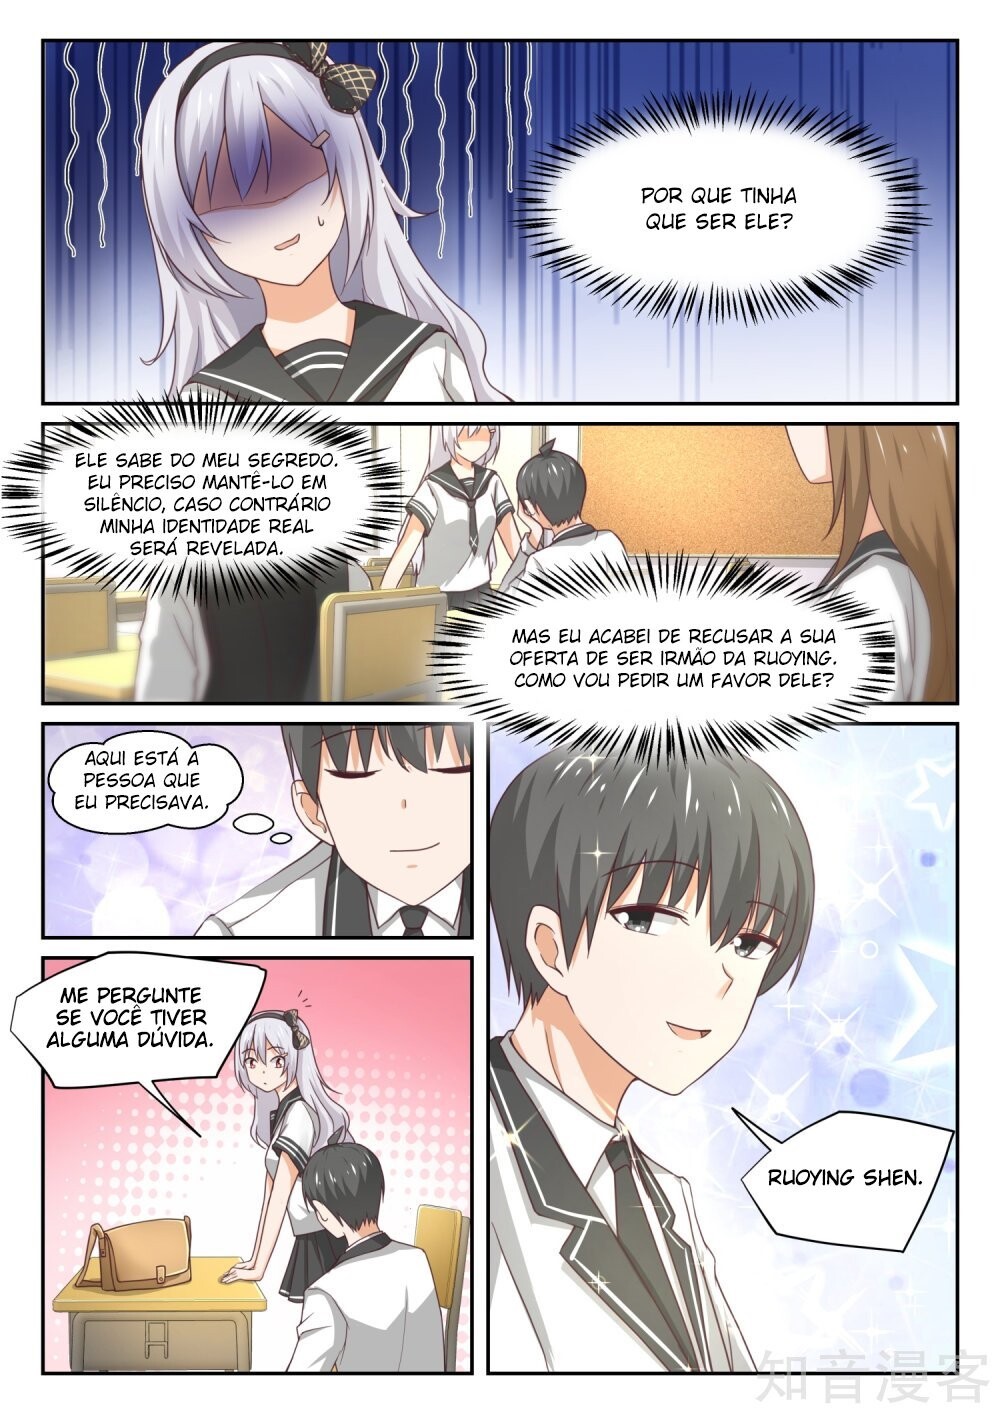 POR QUE TINHA
QUE SER ELE?
ELE SABE DO MEU SEGREDO.
EU PRECISO MANTÊ-LO EM
SILÊNCIO, CASO CONTRÁRIO
MINHA IDENTIDADE REAL
SERÁ REVELADA.
MAS EU ACABEI DE RECUSAR A SUA
OFERTA DE SER IRMÃO DA RUOYING.
COMO VOU PEDIR UM FAVOR DELE?
AQUI ESTÁ A
PESSOA QUE
EU PRECISAVA.
RUOYING SHEN.
ME PERGUNTE
SE VOCÊ TIVER
ALGUMA DÚVIDA.
知音漫客